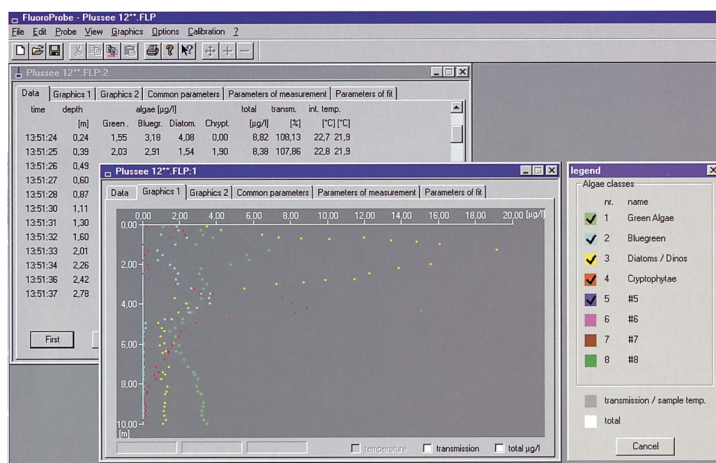 FluoroProbe - Plussee 12**.FLP
File Edit Probe View Graphics Options Calibration ?
Plussee 12**.FLP:2
Data Graphics 1 Graphics 2 Common parameters Parameters of measurement Parameters of fit
time depth algae [µg/l] total transm. int. temp.
[m] Green . Bluegr. Diatom. Chrypt. [µg/l] [%] [°C] [°C]
13:51:24 0,24 1,55 3,18 4,08 0,00 8,82 108,13 22,7 21,9
13:51:25 0,39 2,03 2,91 1,54 1,90 8,38 107,86 22,8 21,9
13:51:26 0,49
13:51:27 0,60
13:51:28 0,87
13:51:30 1,11
13:51:31 1,30
13:51:32 1,60
13:51:33 2,01
13:51:34 2,26
13:51:36 2,42
13:51:37 2,78
First
Plussee 12**.FLP:1
Data Graphics 1 Graphics 2 Common parameters Parameters of measurement Parameters of fit
0.00 2.00 4.00 6.00 8.00 10.00 12.00 14.00 16.00 20.00 [µg/l]
0,00
2.00
4.00
6.00
8.00
10.00
[m]
temperature transmission total µg/l
legend
Algae classes
nr. name
1 Green Algae
2 Bluegreen
3 Diatoms / Dinos
4 Cryptophytae
5 #5
6 #6
7 #7
8 #8
transmission / sample temp.
total
Cancel